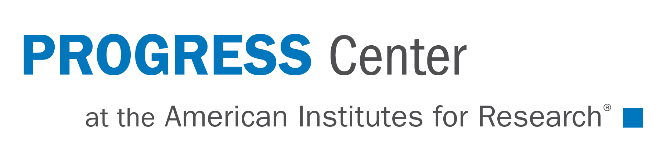 PROGRESS Center
at the American Institutes for Research®